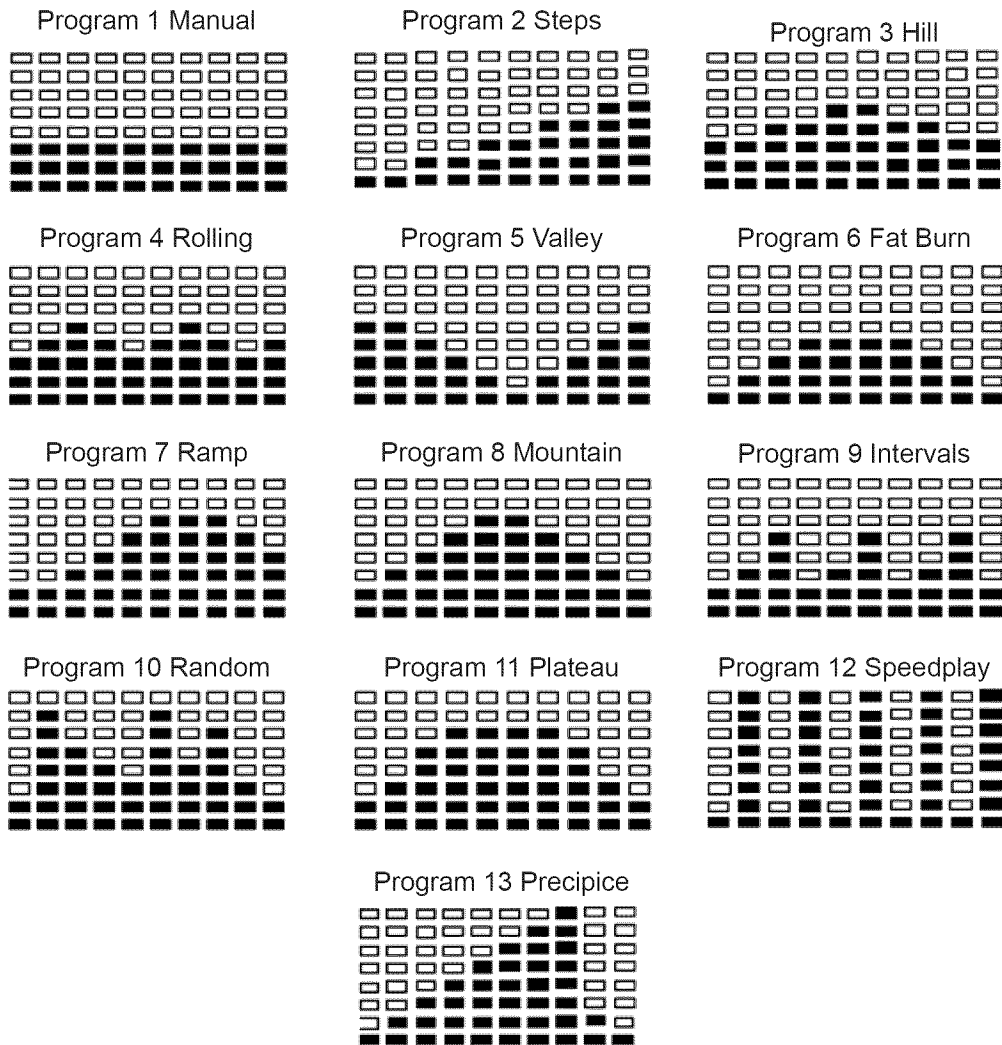 Program 1 Manual
Program 2 Steps
Program 3 Hill
Program 4 Rolling
Program 5 Valley
Program 6 Fat Burn
Program 7 Ramp
Program 8 Mountain
Program 9 Intervals
Program 10 Random
Program 11 Plateau
Program 12 Speedplay
Program 13 Precipice